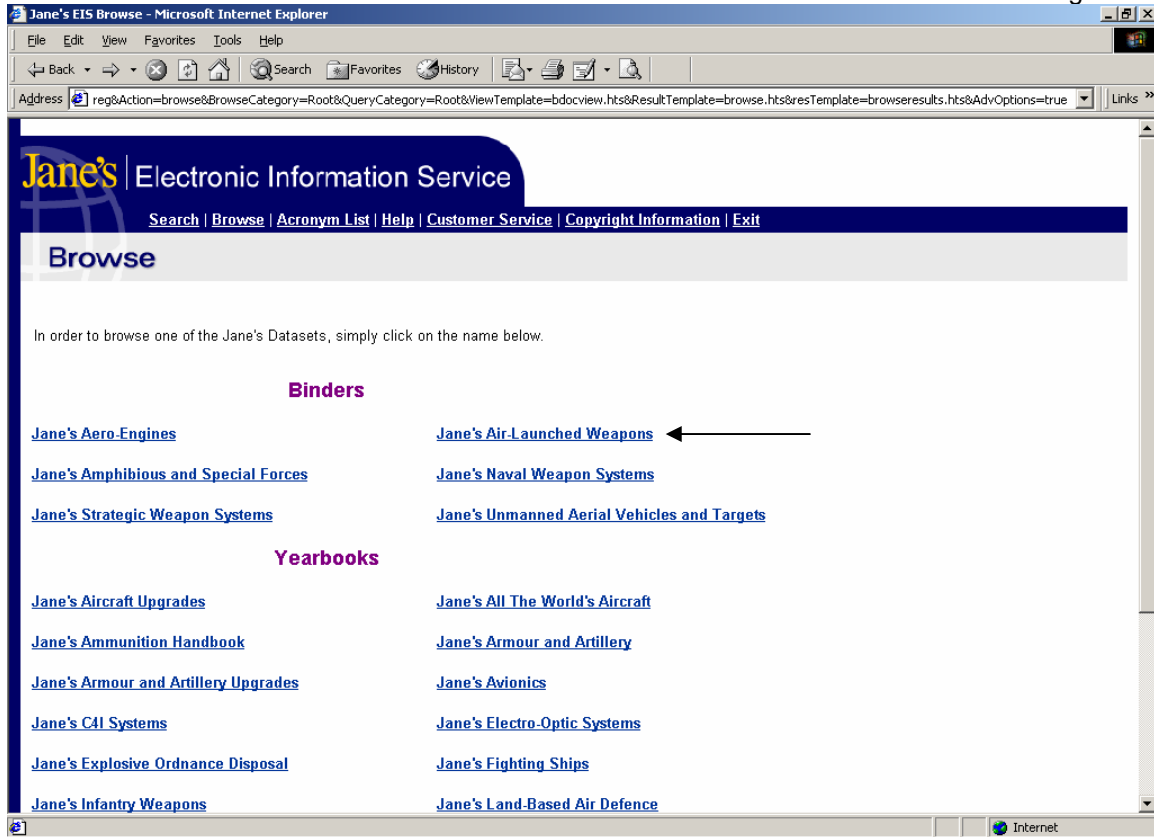 Jane's EIS Browse - Microsoft Internet Explorer
File Edit View Favorites Tools Help
Back Search Favorites History
Address reg&Action=browse&BrowseCategory=Root&QueryCategory=Root&ViewTemplate=bdocview.hts&ResultTemplate=browse.hts&resTemplate=browseresults.hts&AdvOptions=true Links »
Jane's | Electronic Information Service
Search | Browse | Acronym List | Help | Customer Service | Copyright Information | Exit
Browse
In order to browse one of the Jane's Datasets, simply click on the name below.
Binders
Jane's Aero-Engines Jane's Air-Launched Weapons
Jane's Amphibious and Special Forces Jane's Naval Weapon Systems
Jane's Strategic Weapon Systems Jane's Unmanned Aerial Vehicles and Targets
Yearbooks
Jane's Aircraft Upgrades Jane's All The World's Aircraft
Jane's Ammunition Handbook Jane's Armour and Artillery
Jane's Armour and Artillery Upgrades Jane's Avionics
Jane's C4I Systems Jane's Electro-Optic Systems
Jane's Explosive Ordnance Disposal Jane's Fighting Ships
Jane's Infantry Weapons Jane's Land-Based Air Defence
Internet